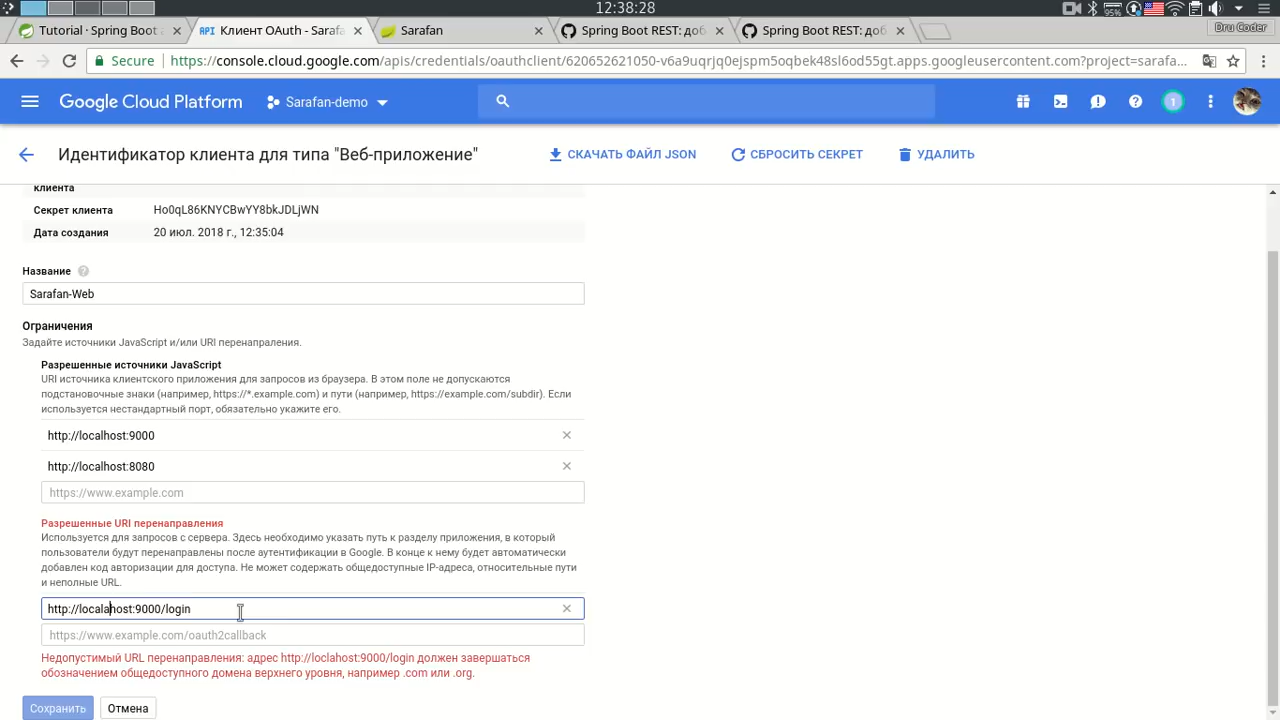 12:38:28
95%
Tutorial · Spring Boot a
API Клиент OAuth - Sarafa
Sarafan
Spring Boot REST: доб
Spring Boot REST: доб
Dru Coder
Secure
https://console.cloud.google.com/apis/credentials/oauthclient/620652621050-v6a9uqrjq0ejspm5oqbek48sl6od55gt.apps.googleusercontent.com?project=sarafa...
Google Cloud Platform
Sarafan-demo
1
Идентификатор клиента для типа "Веб-приложение"
СКАЧАТЬ ФАЙЛ JSON
СБРОСИТЬ СЕКРЕТ
УДАЛИТЬ
клиента
Секрет клиента Ho0qL86KNYCBwYY8bkJDLjWN
Дата создания 20 июл. 2018 г., 12:35:04
Название ?
Sarafan-Web
Ограничения
Задайте источники JavaScript и/или URI перенапраления.
Разрешенные источники JavaScript
URI источника клиентского приложения для запросов из браузера. В этом поле не допускаются
подстановочные знаки (например, https://*.example.com) и пути (например, https://example.com/subdir). Если
используется нестандартный порт, обязательно укажите его.
http://localhost:9000
http://localhost:8080
https://www.example.com
Разрешенные URI перенаправления
Используется для запросов с сервера. Здесь необходимо указать путь к разделу приложения, в который
пользователи будут перенаправлены после аутентификации в Google. В конце к нему будет автоматически
добавлен код авторизации для доступа. Не может содержать общедоступные IP-адреса, относительные пути
и неполные URL.
http://localahost:9000/login
https://www.example.com/oauth2callback
Недопустимый URL перенаправления: адрес http://loclahost:9000/login должен завершаться
обозначением общедоступного домена верхнего уровня, например .com или .org.
Сохранить
Отмена